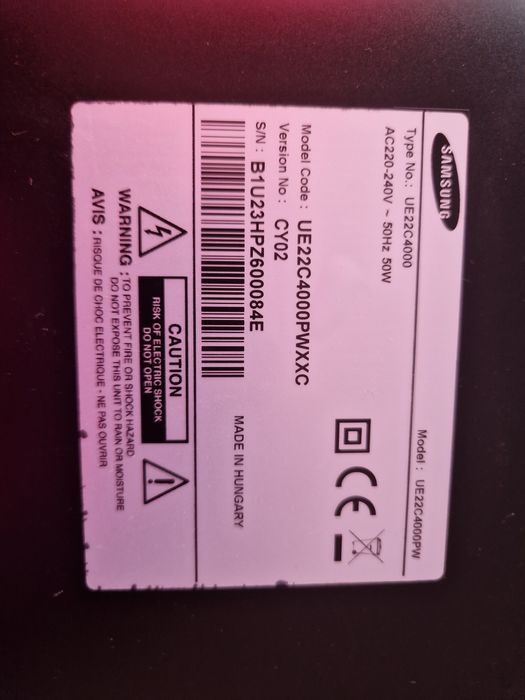 SAMSUNG
Type No.: UE22C4000
Model : UE22C4000PW
AC220-240V ~ 50Hz 50W
CE
Model Code : UE22C4000PWXXC
Version No : CY02
S/N : B1U23HPZ600084E
MADE IN HUNGARY
CAUTION
RISK OF ELECTRIC SHOCK
DO NOT OPEN
WARNING : TO PREVENT FIRE OR SHOCK HAZARD
DO NOT EXPOSE THIS UNIT TO RAIN OR MOISTURE
AVIS : RISQUE DE CHOC ELECTRIQUE - NE PAS OUVRIR